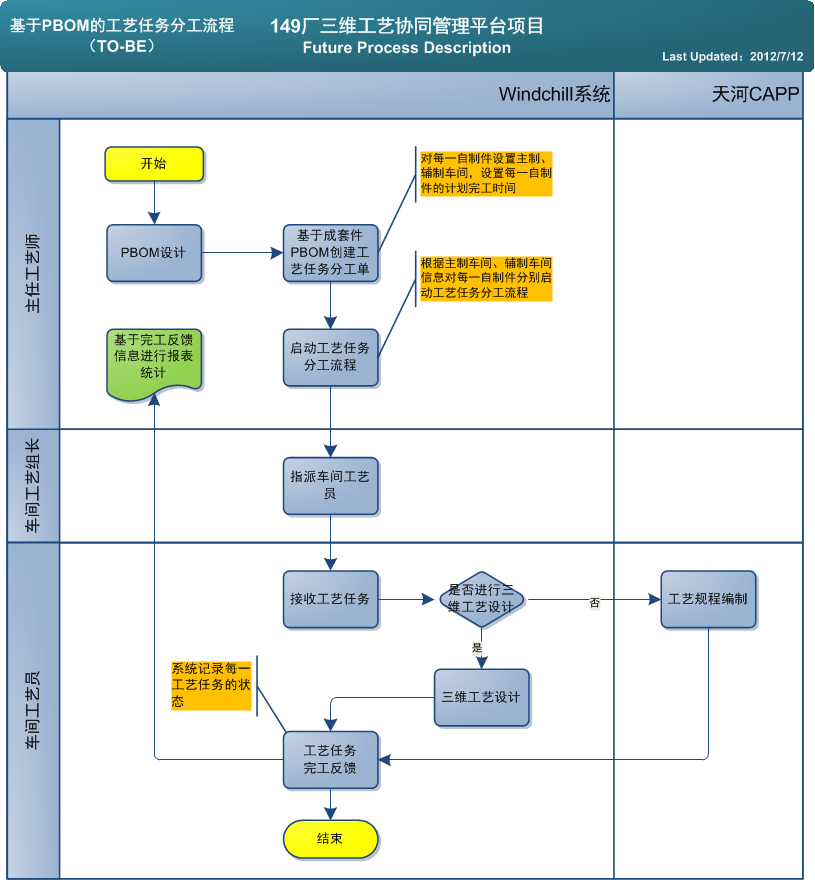 基于PBOM的工艺任务分工流程
（TO-BE）
149厂三维工艺协同管理平台项目
Future Process Description
Last Updated：2012/7/12
Windchill系统
天河CAPP
主任工艺师
开始
对每一自制件设置主制、
辅制车间，设置每一自制
件的计划完工时间
PBOM设计
基于成套件
PBOM创建工
艺任务分工单
根据主制车间、辅制车间
信息对每一自制件分别启
动工艺任务分工流程
基于完工反馈
信息进行报表
统计
启动工艺任务
分工流程
车间工艺组长
指派车间工艺
员
车间工艺员
接收工艺任务
是否进行三
维工艺设计
否
工艺规程编制
是
系统记录每一
工艺任务的状
态
三维工艺设计
工艺任务
完工反馈
结束